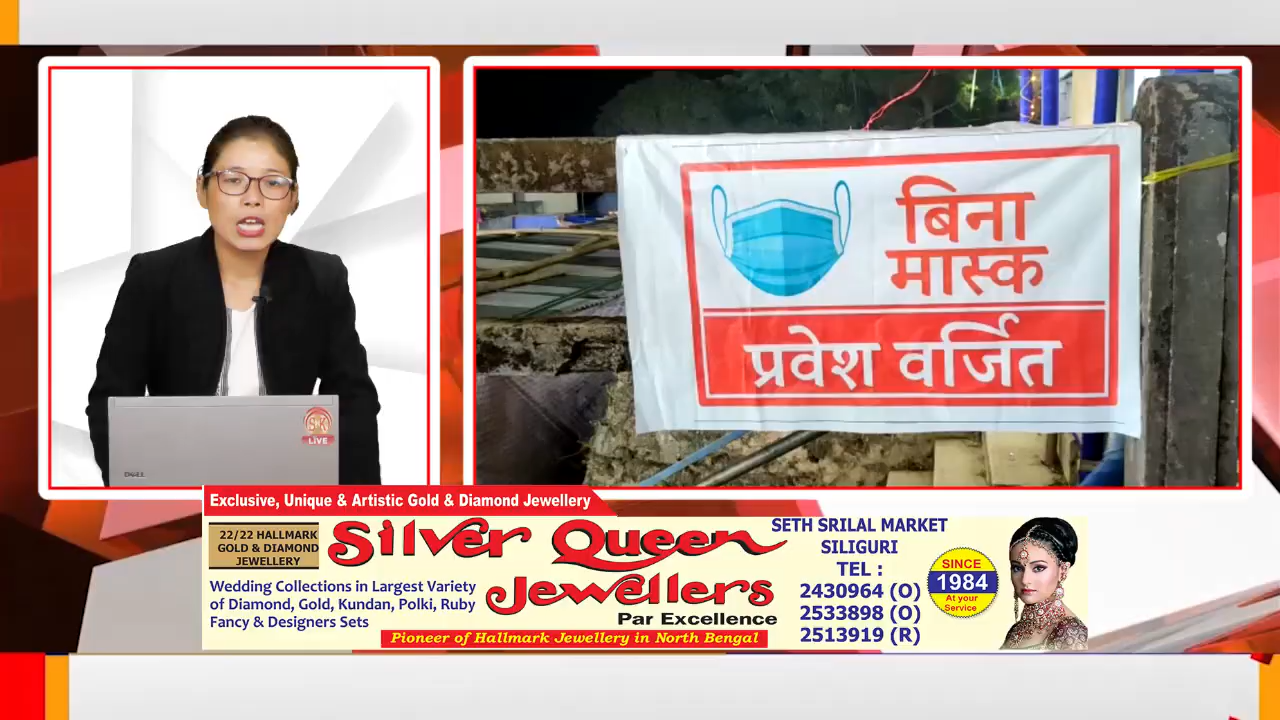 बिना
मास्क
प्रवेश वर्जित
SK
LIVE
DELL
Exclusive, Unique & Artistic Gold & Diamond Jewellery
22/22 HALLMARK
GOLD & DIAMOND
JEWELLERY
Silver Queen
Jewellers
Par Excellence
Wedding Collections in Largest Variety
of Diamond, Gold, Kundan, Polki, Ruby
Fancy & Designers Sets
Pioneer of Hallmark Jewellery in North Bengal
SETH SRILAL MARKET
SILIGURI
TEL :
2430964 (O)
2533898 (O)
2513919 (R)
SINCE
1984
At your
Service